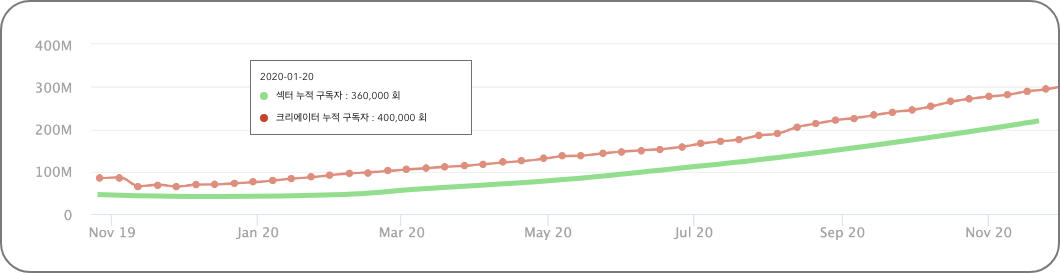 400M
300M
200M
100M
0
2020-01-20
섹터 누적 구독자 : 360,000 회
크리에이터 누적 구독자 : 400,000 회
Nov 19
Jan 20
Mar 20
May 20
Jul 20
Sep 20
Nov 20